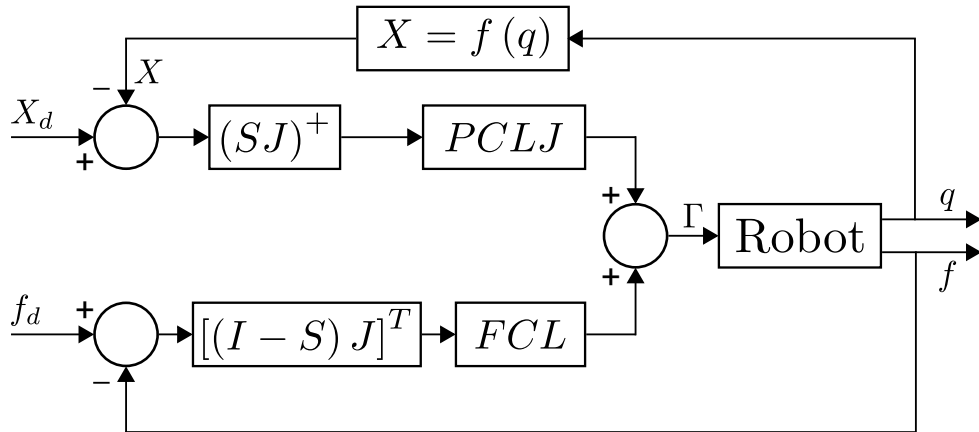 X = f (q)
− X
X_d
+
(SJ)^+
PCLJ
+
Γ
Robot
q
f
+
f_d
+
[(I − S) J]^T
FCL
−